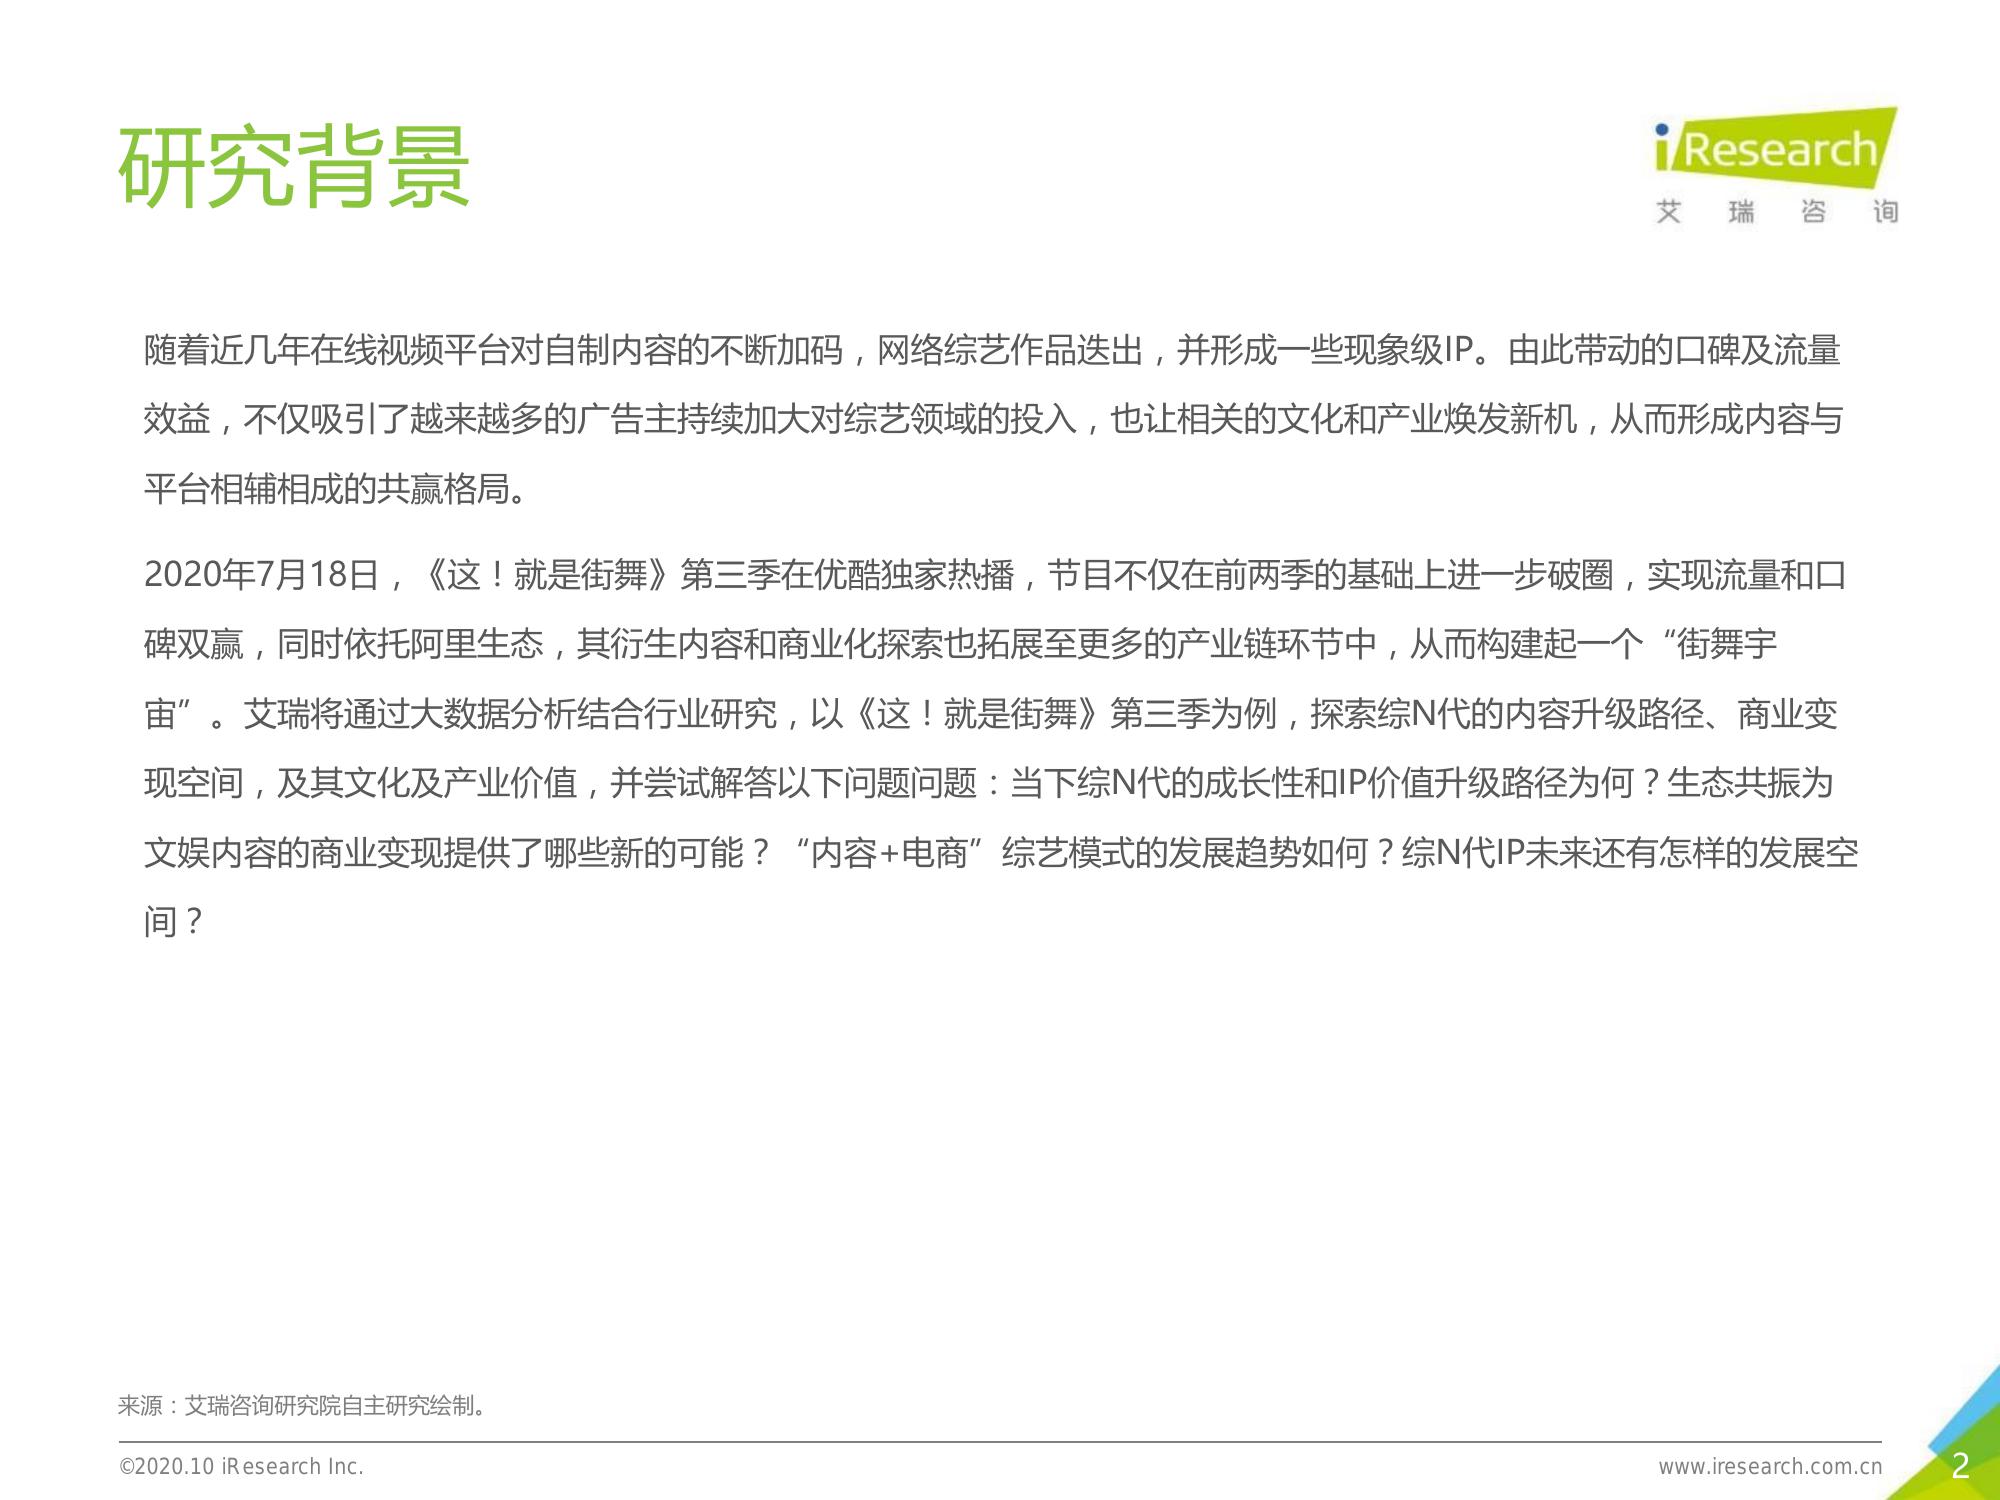 研究背景
iResearch
艾瑞咨询
随着近几年在线视频平台对自制内容的不断加码，网络综艺作品迭出，并形成一些现象级IP。由此带动的口碑及流量
效益，不仅吸引了越来越多的广告主持续加大对综艺领域的投入，也让相关的文化和产业焕发新机，从而形成内容与
平台相辅相成的共赢格局。
2020年7月18日，《这！就是街舞》第三季在优酷独家热播，节目不仅在前两季的基础上进一步破圈，实现流量和口
碑双赢，同时依托阿里生态，其衍生内容和商业化探索也拓展至更多的产业链环节中，从而构建起一个“街舞宇
宙”。艾瑞将通过大数据分析结合行业研究，以《这！就是街舞》第三季为例，探索综N代的内容升级路径、商业变
现空间，及其文化及产业价值，并尝试解答以下问题问题：当下综N代的成长性和IP价值升级路径为何？生态共振为
文娱内容的商业变现提供了哪些新的可能？“内容+电商”综艺模式的发展趋势如何？综N代IP未来还有怎样的发展空
间？
来源：艾瑞咨询研究院自主研究绘制。
©2020.10 iResearch Inc.
www.iresearch.com.cn
2